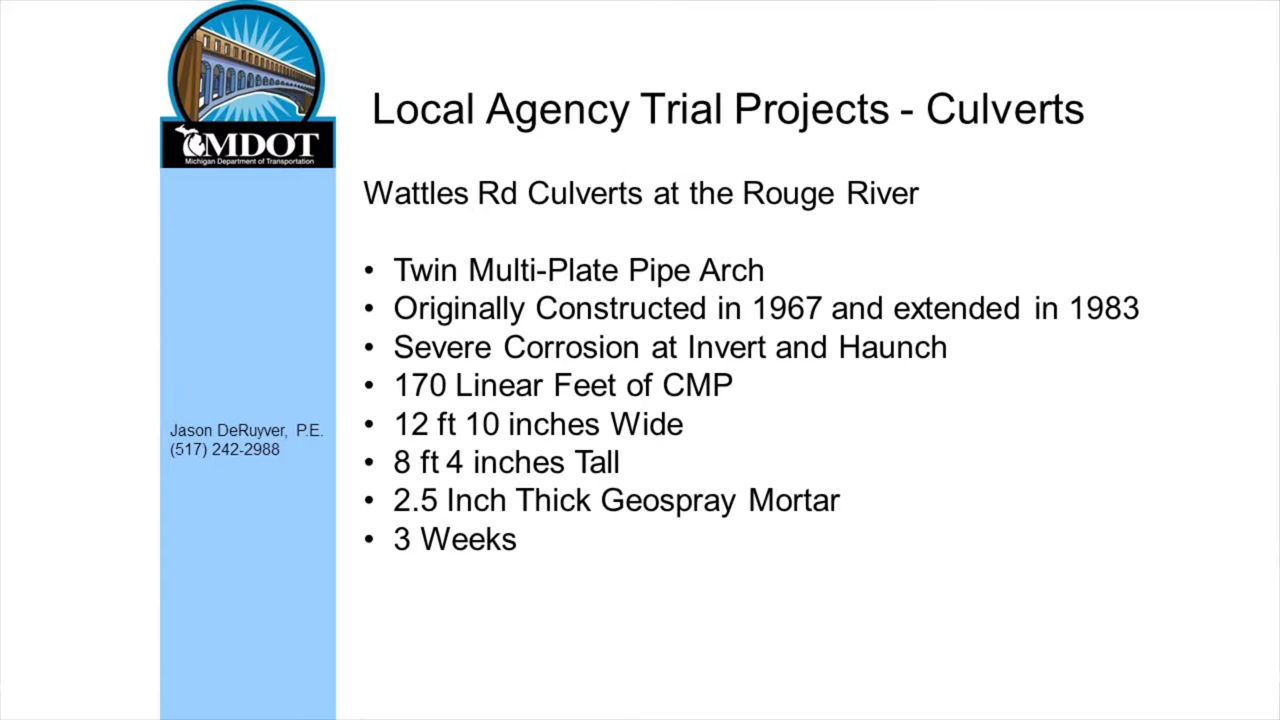 MDOT
Michigan Department of Transportation
Local Agency Trial Projects - Culverts
Wattles Rd Culverts at the Rouge River
• Twin Multi-Plate Pipe Arch
• Originally Constructed in 1967 and extended in 1983
• Severe Corrosion at Invert and Haunch
• 170 Linear Feet of CMP
• 12 ft 10 inches Wide
• 8 ft 4 inches Tall
• 2.5 Inch Thick Geospray Mortar
• 3 Weeks
Jason DeRuyver, P.E.
(517) 242-2988